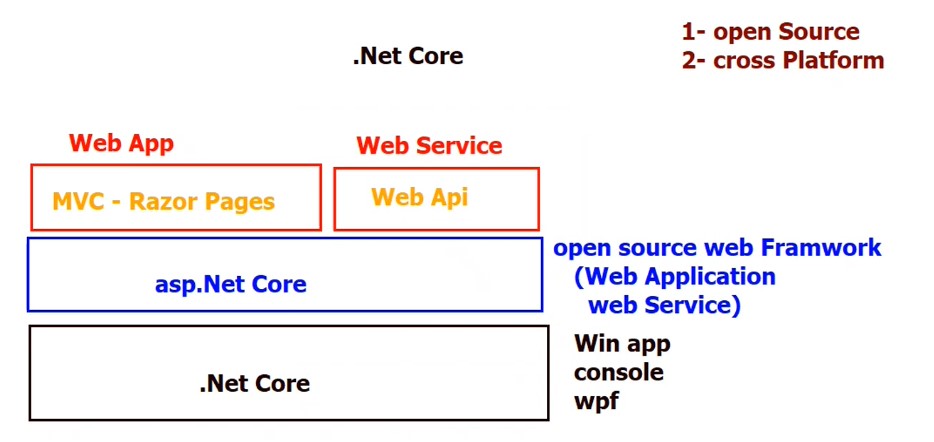 .Net Core
1- open Source
2- cross Platform
Web App
Web Service
MVC - Razor Pages
Web Api
asp.Net Core
open source web Framwork
(Web Application
web Service)
.Net Core
Win app
console
wpf